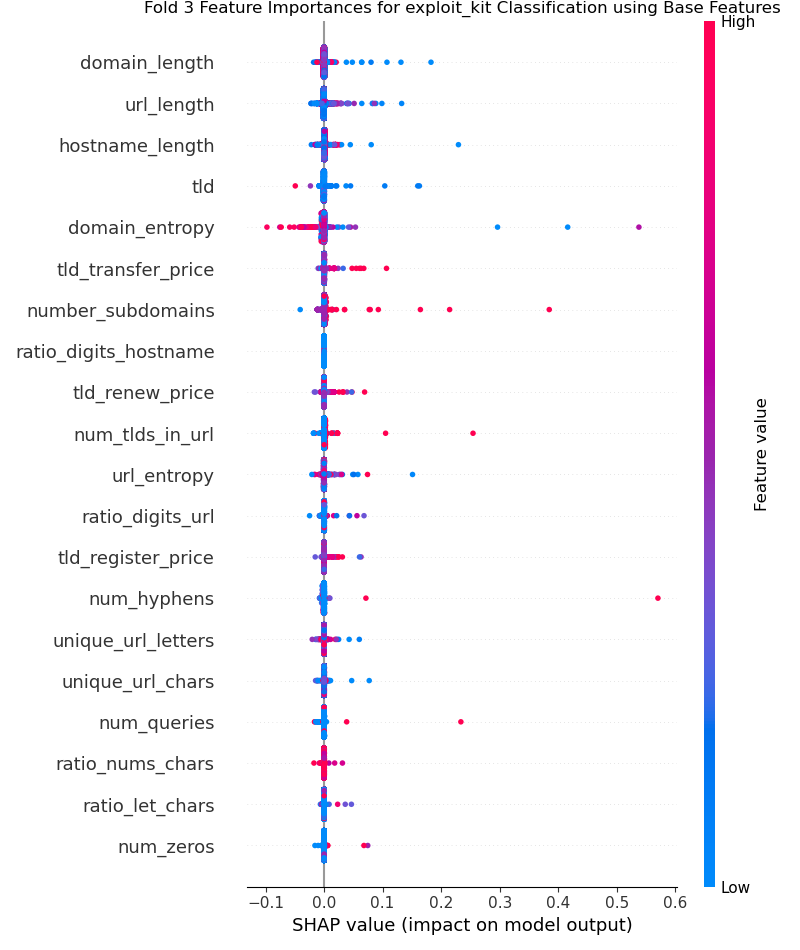 Fold 3 Feature Importances for exploit_kit Classification using Base Features
High
domain_length
url_length
hostname_length
tld
domain_entropy
tld_transfer_price
number_subdomains
ratio_digits_hostname
tld_renew_price
num_tlds_in_url
url_entropy
ratio_digits_url
tld_register_price
num_hyphens
unique_url_letters
unique_url_chars
num_queries
ratio_nums_chars
ratio_let_chars
num_zeros
Feature value
Low
−0.1 0.0 0.1 0.2 0.3 0.4 0.5 0.6
SHAP value (impact on model output)